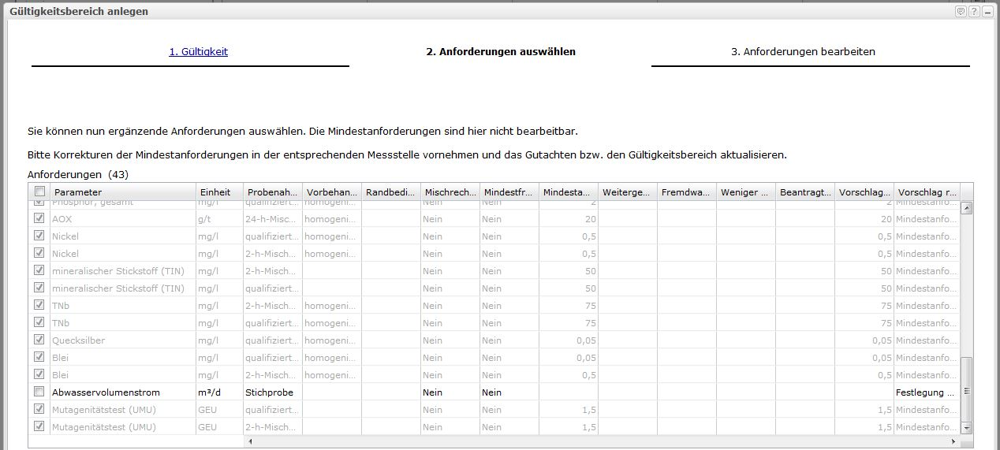 Gültigkeitsbereich anlegen
1. Gültigkeit 2. Anforderungen auswählen 3. Anforderungen bearbeiten
Sie können nun ergänzende Anforderungen auswählen. Die Mindestanforderungen sind hier nicht bearbeitbar.
Bitte Korrekturen der Mindestanforderungen in der entsprechenden Messstelle vornehmen und das Gutachten bzw. den Gültigkeitsbereich aktualisieren.
Anforderungen (43)
Parameter Einheit Probenah... Vorbehan... Randbedi... Mischrech... Mindestfr... Mindesta... Weiterge... Fremdwa... Weniger ... Beantragt... Vorschlag... Vorschlag r...
Phosphor, gesamt mg/l qualifiziert... homogeni... Nein Nein 2 2 Mindestanfo...
AOX g/t 24-h-Misc... homogeni... Nein Nein 20 20 Mindestanfo...
Nickel mg/l qualifiziert... homogeni... Nein Nein 0,5 0,5 Mindestanfo...
Nickel mg/l 2-h-Misch... homogeni... Nein Nein 0,5 0,5 Mindestanfo...
mineralischer Stickstoff (TIN) mg/l 2-h-Misch... Nein Nein 50 50 Mindestanfo...
mineralischer Stickstoff (TIN) mg/l qualifiziert... Nein Nein 50 50 Mindestanfo...
TNb mg/l 2-h-Misch... homogeni... Nein Nein 75 75 Mindestanfo...
TNb mg/l qualifiziert... homogeni... Nein Nein 75 75 Mindestanfo...
Quecksilber mg/l qualifiziert... homogeni... Nein Nein 0,05 0,05 Mindestanfo...
Blei mg/l qualifiziert... homogeni... Nein Nein 0,05 0,05 Mindestanfo...
Blei mg/l 2-h-Misch... homogeni... Nein Nein 0,5 0,5 Mindestanfo...
Abwasservolumenstrom m³/d Stichprobe Nein Nein Festlegung ...
Mutagenitätstest (UMU) GEU qualifiziert... Nein Nein 1,5 1,5 Mindestanfo...
Mutagenitätstest (UMU) GEU 2-h-Misch... Nein Nein 1,5 1,5 Mindestanfo...